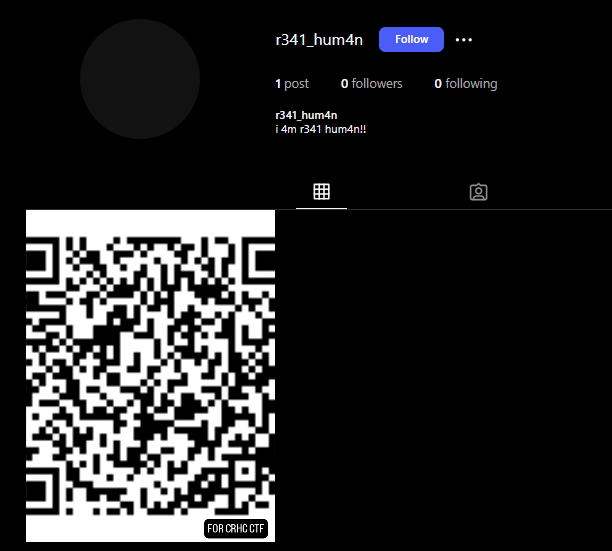 r341_hum4n Follow
1 post 0 followers 0 following
r341_hum4n
i 4m r341 hum4n!!
FOR CRHC CTF